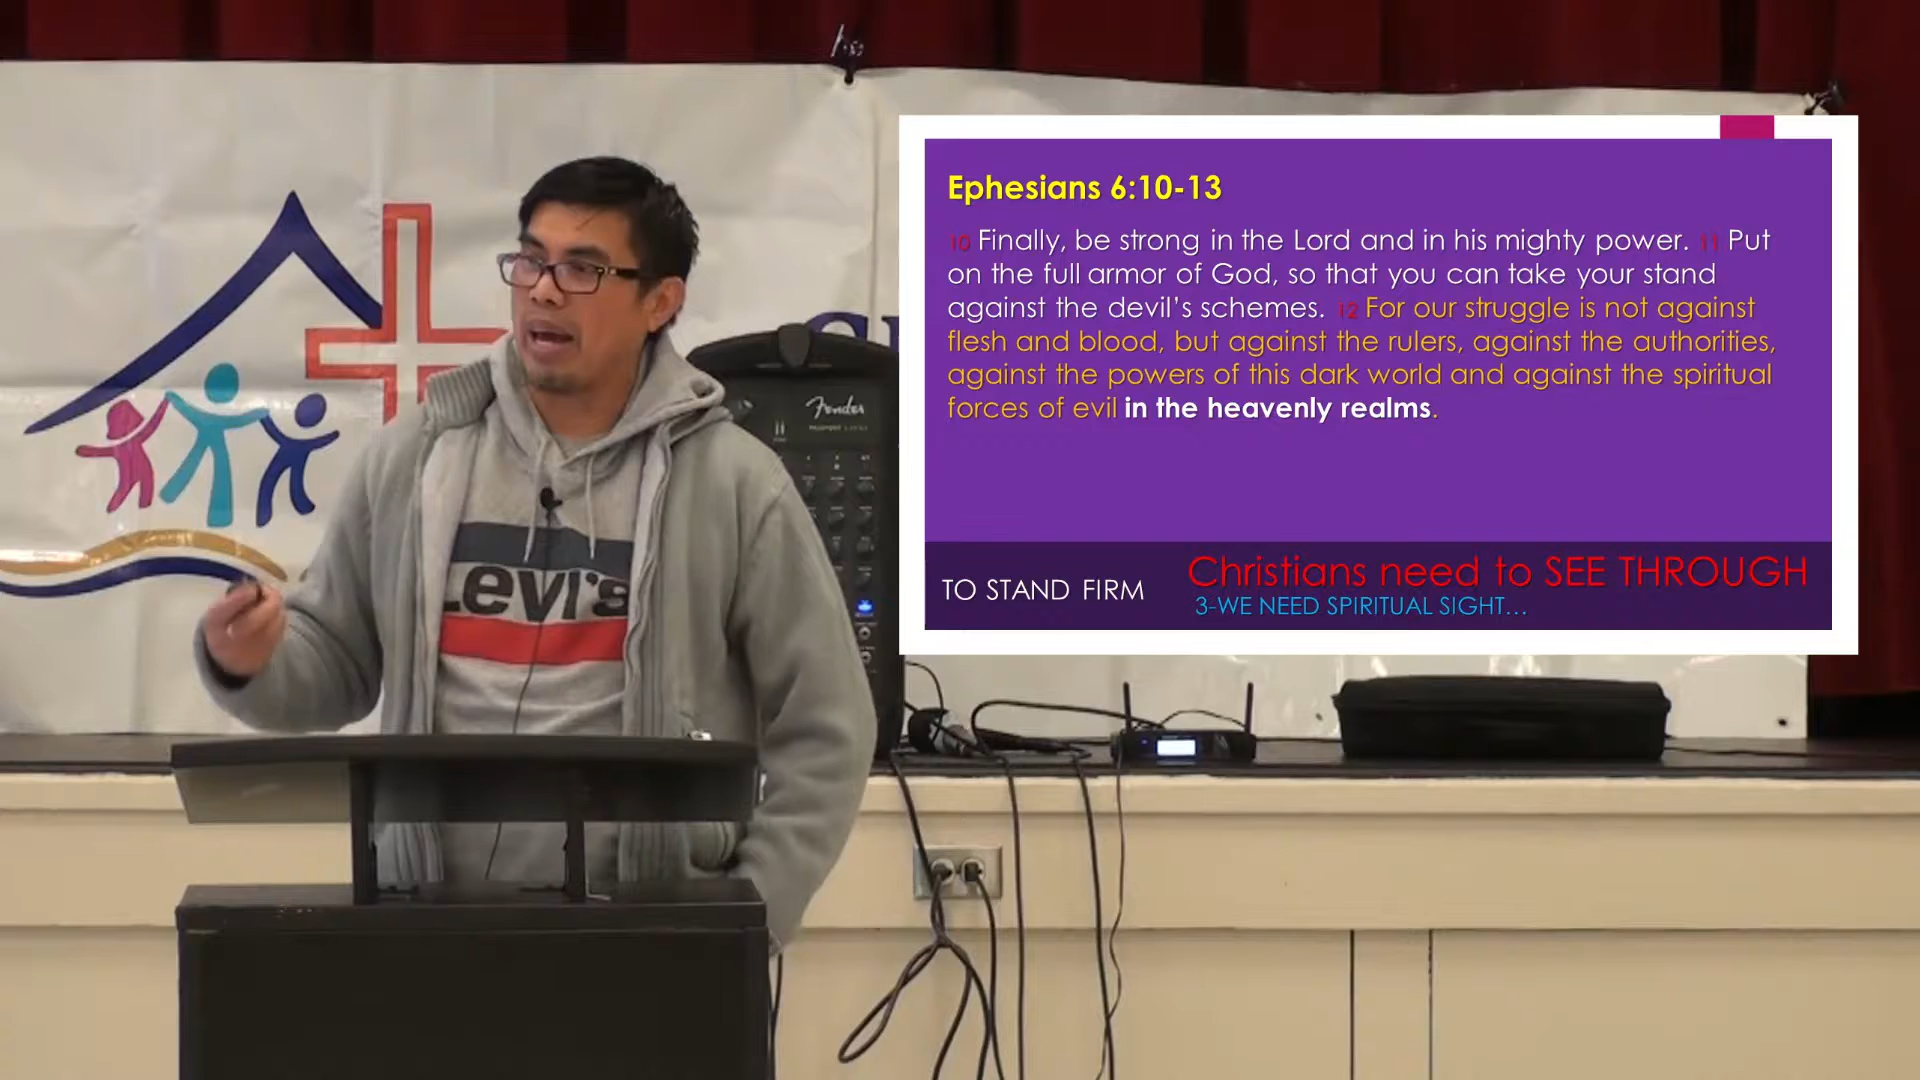 Ephesians 6:10-13
10 Finally, be strong in the Lord and in his mighty power. 11 Put
on the full armor of God, so that you can take your stand
against the devil's schemes. 12 For our struggle is not against
flesh and blood, but against the rulers, against the authorities,
against the powers of this dark world and against the spiritual
forces of evil in the heavenly realms.
TO STAND FIRM
Christians need to SEE THROUGH
3-WE NEED SPIRITUAL SIGHT...
Fender
Levi's